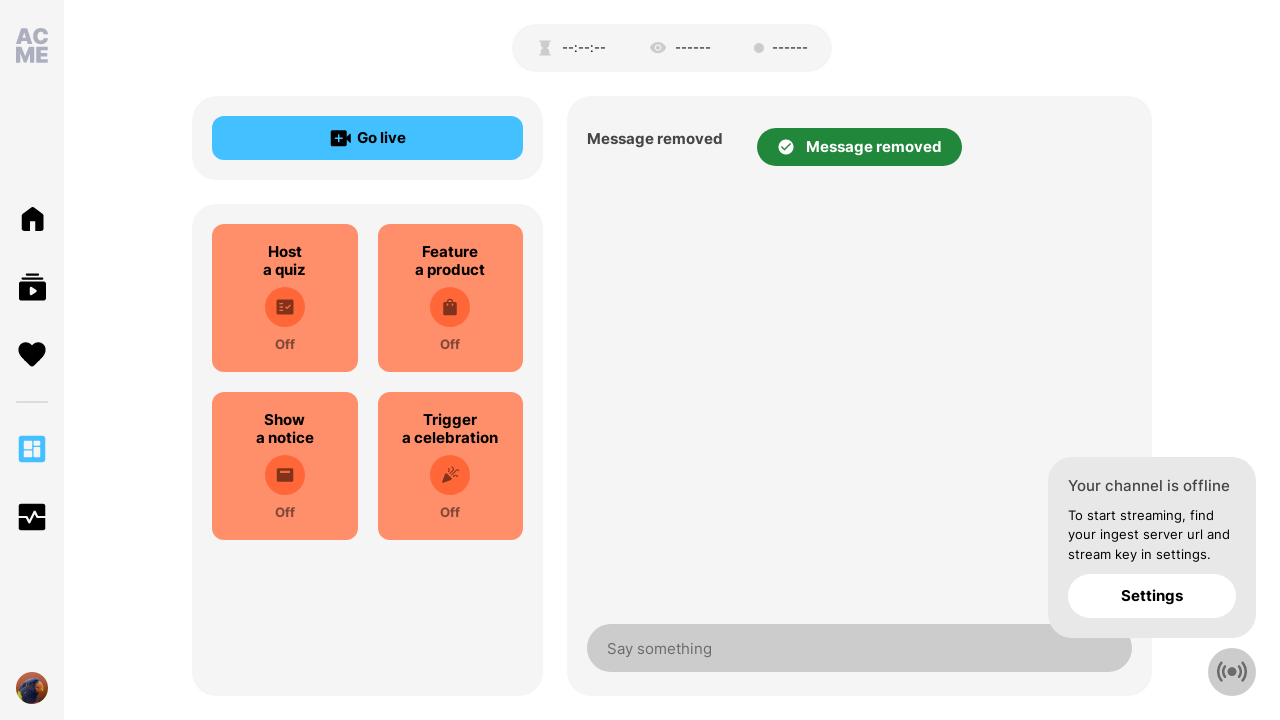 AC
ME
--:--:--
------
------
Go live
Message removed
Message removed
Host
a quiz
Off
Feature
a product
Off
Show
a notice
Off
Trigger
a celebration
Off
Your channel is offline
To start streaming, find
your ingest server url and
stream key in settings.
Settings
Say something